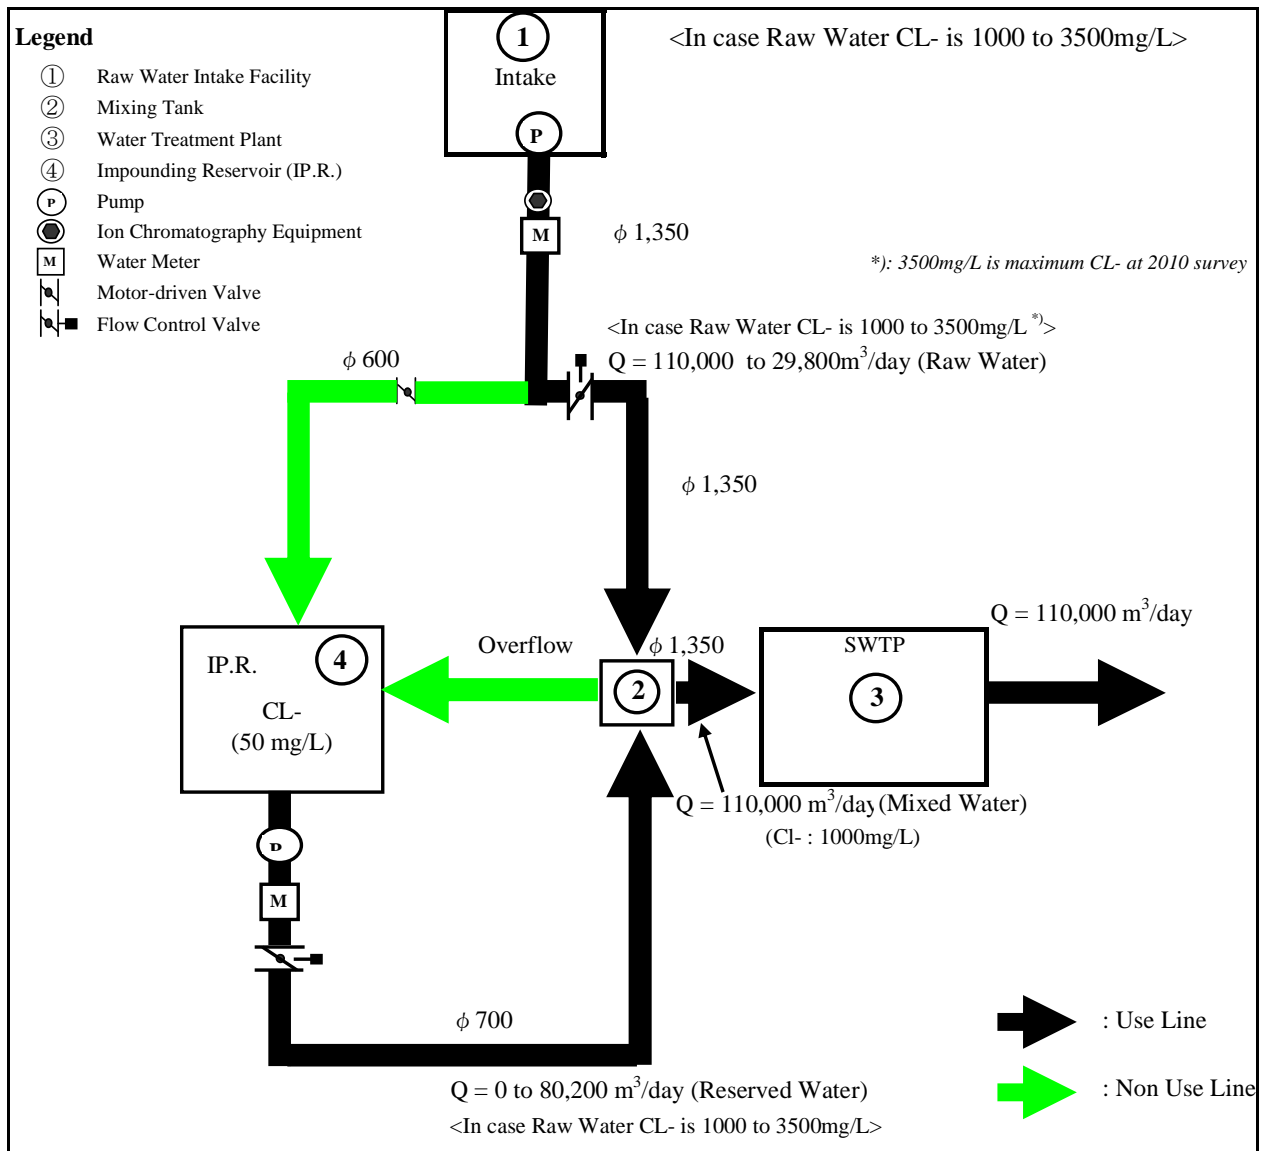 Legend
<In case Raw Water CL- is 1000 to 3500mg/L>
① Raw Water Intake Facility
② Mixing Tank
③ Water Treatment Plant
④ Impounding Reservoir (IP.R.)
P Pump
Ion Chromatography Equipment
M Water Meter
Motor-driven Valve
Flow Control Valve
1
Intake
P
M
φ 1,350
*): 3500mg/L is maximum CL- at 2010 survey
<In case Raw Water CL- is 1000 to 3500mg/L *)>
Q = 110,000 to 29,800m³/day (Raw Water)
φ 600
φ 1,350
Q = 110,000 m³/day
Overflow
φ 1,350
SWTP
IP.R.
4
2
3
CL-
(50 mg/L)
Q = 110,000 m³/day (Mixed Water)
(Cl- : 1000mg/L)
P
M
φ 700
: Use Line
Q = 0 to 80,200 m³/day (Reserved Water)
: Non Use Line
<In case Raw Water CL- is 1000 to 3500mg/L>